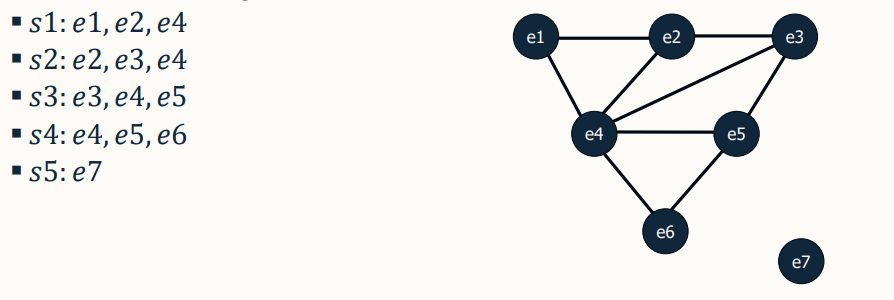 ▪ s1: e1, e2, e4
▪ s2: e2, e3, e4
▪ s3: e3, e4, e5
▪ s4: e4, e5, e6
▪ s5: e7
e1
e2
e3
e4
e5
e6
e7